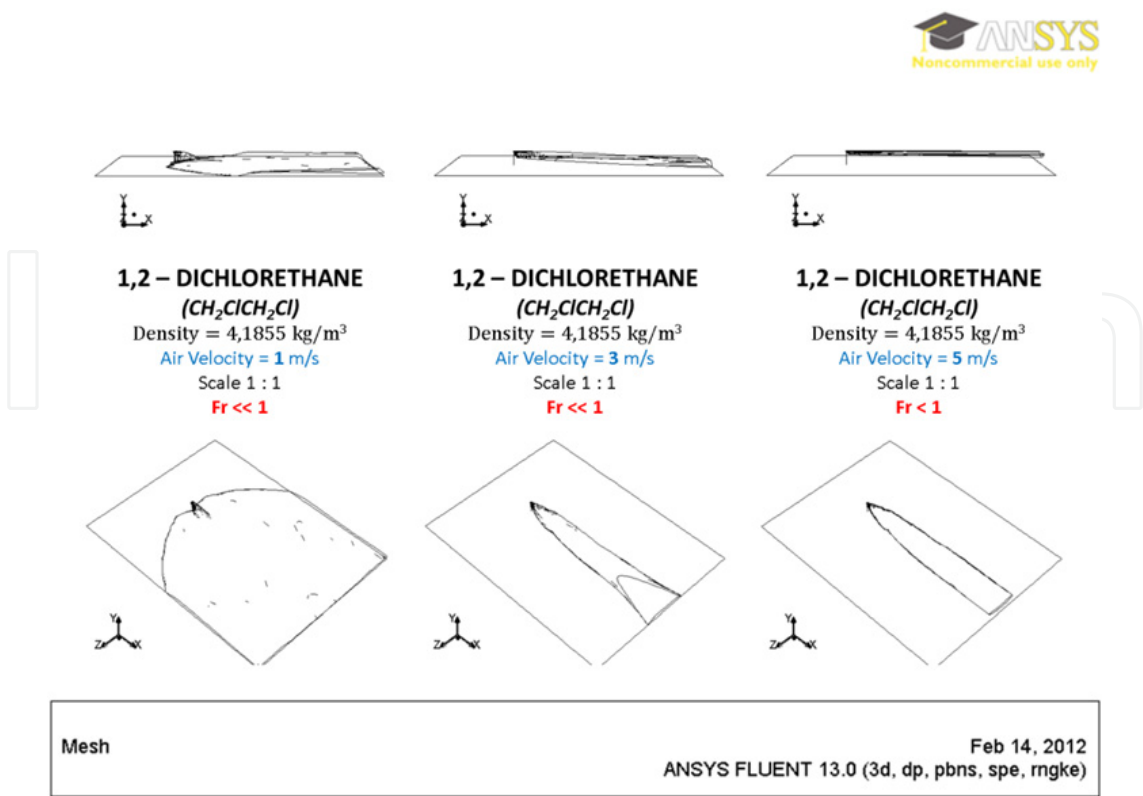 ANSYS
Noncommercial use only
Y
Z X
Y
Z X
Y
Z X
1,2 – DICHLORETHANE
(CH₂ClCH₂Cl)
Density = 4,1855 kg/m³
Air Velocity = 1 m/s
Scale 1 : 1
Fr << 1
1,2 – DICHLORETHANE
(CH₂ClCH₂Cl)
Density = 4,1855 kg/m³
Air Velocity = 3 m/s
Scale 1 : 1
Fr << 1
1,2 – DICHLORETHANE
(CH₂ClCH₂Cl)
Density = 4,1855 kg/m³
Air Velocity = 5 m/s
Scale 1 : 1
Fr < 1
Y
Z X
Y
Z X
Y
Z X
Mesh
Feb 14, 2012
ANSYS FLUENT 13.0 (3d, dp, pbns, spe, rngke)